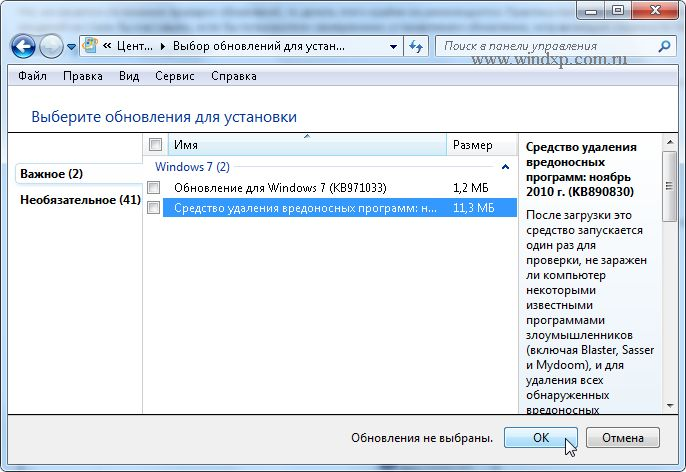 Цент...
Выбор обновлений для устан...
Поиск в панели управления
www.windxp.com.ru
Файл Правка Вид Сервис Справка
Выберите обновления для установки
Имя Размер
Важное (2)
Необязательное (41)
Windows 7 (2)
Обновление для Windows 7 (KB971033) 1,2 МБ
Средство удаления вредоносных программ: н... 11,3 МБ
Средство удаления
вредоносных
программ: ноябрь
2010 г. (KB890830)
После загрузки это
средство запускается
один раз для
проверки, не заражен
ли компьютер
некоторыми
известными
программами
злоумышленников
(включая Blaster, Sasser
и Mydoom), и для
удаления всех
обнаруженных
вредоносных
Обновления не выбраны.
OK
Отмена